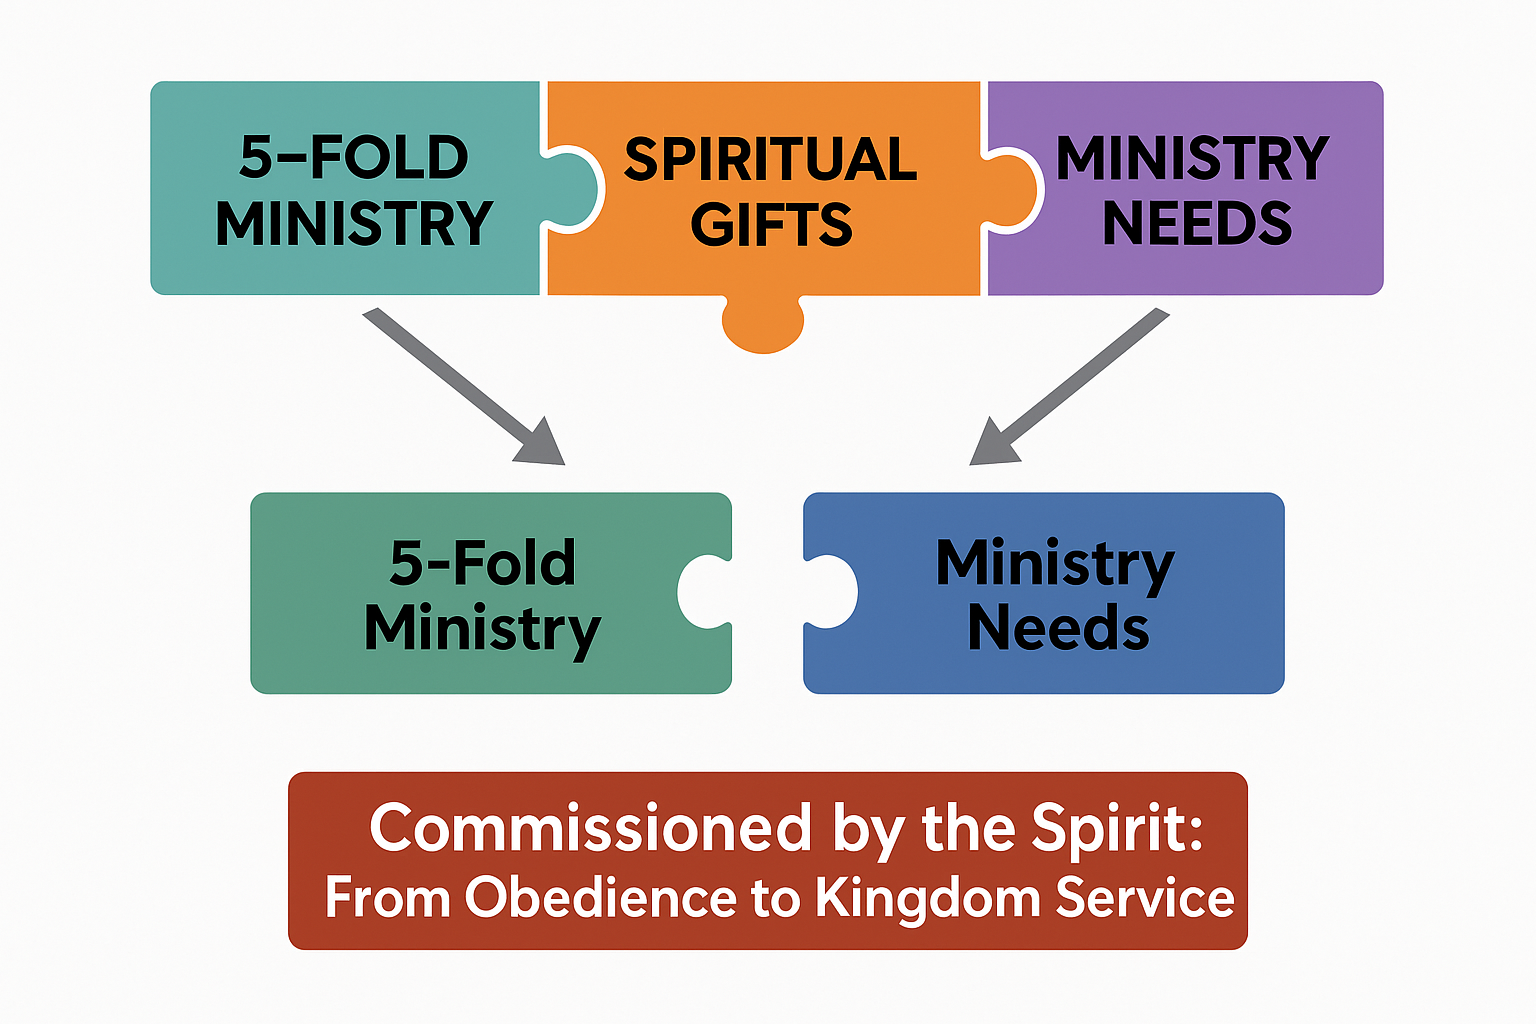 5–FOLD
MINISTRY
SPIRITUAL
GIFTS
MINISTRY
NEEDS
5-Fold
Ministry
Ministry
Needs
Commissioned by the Spirit:
From Obedience to Kingdom Service